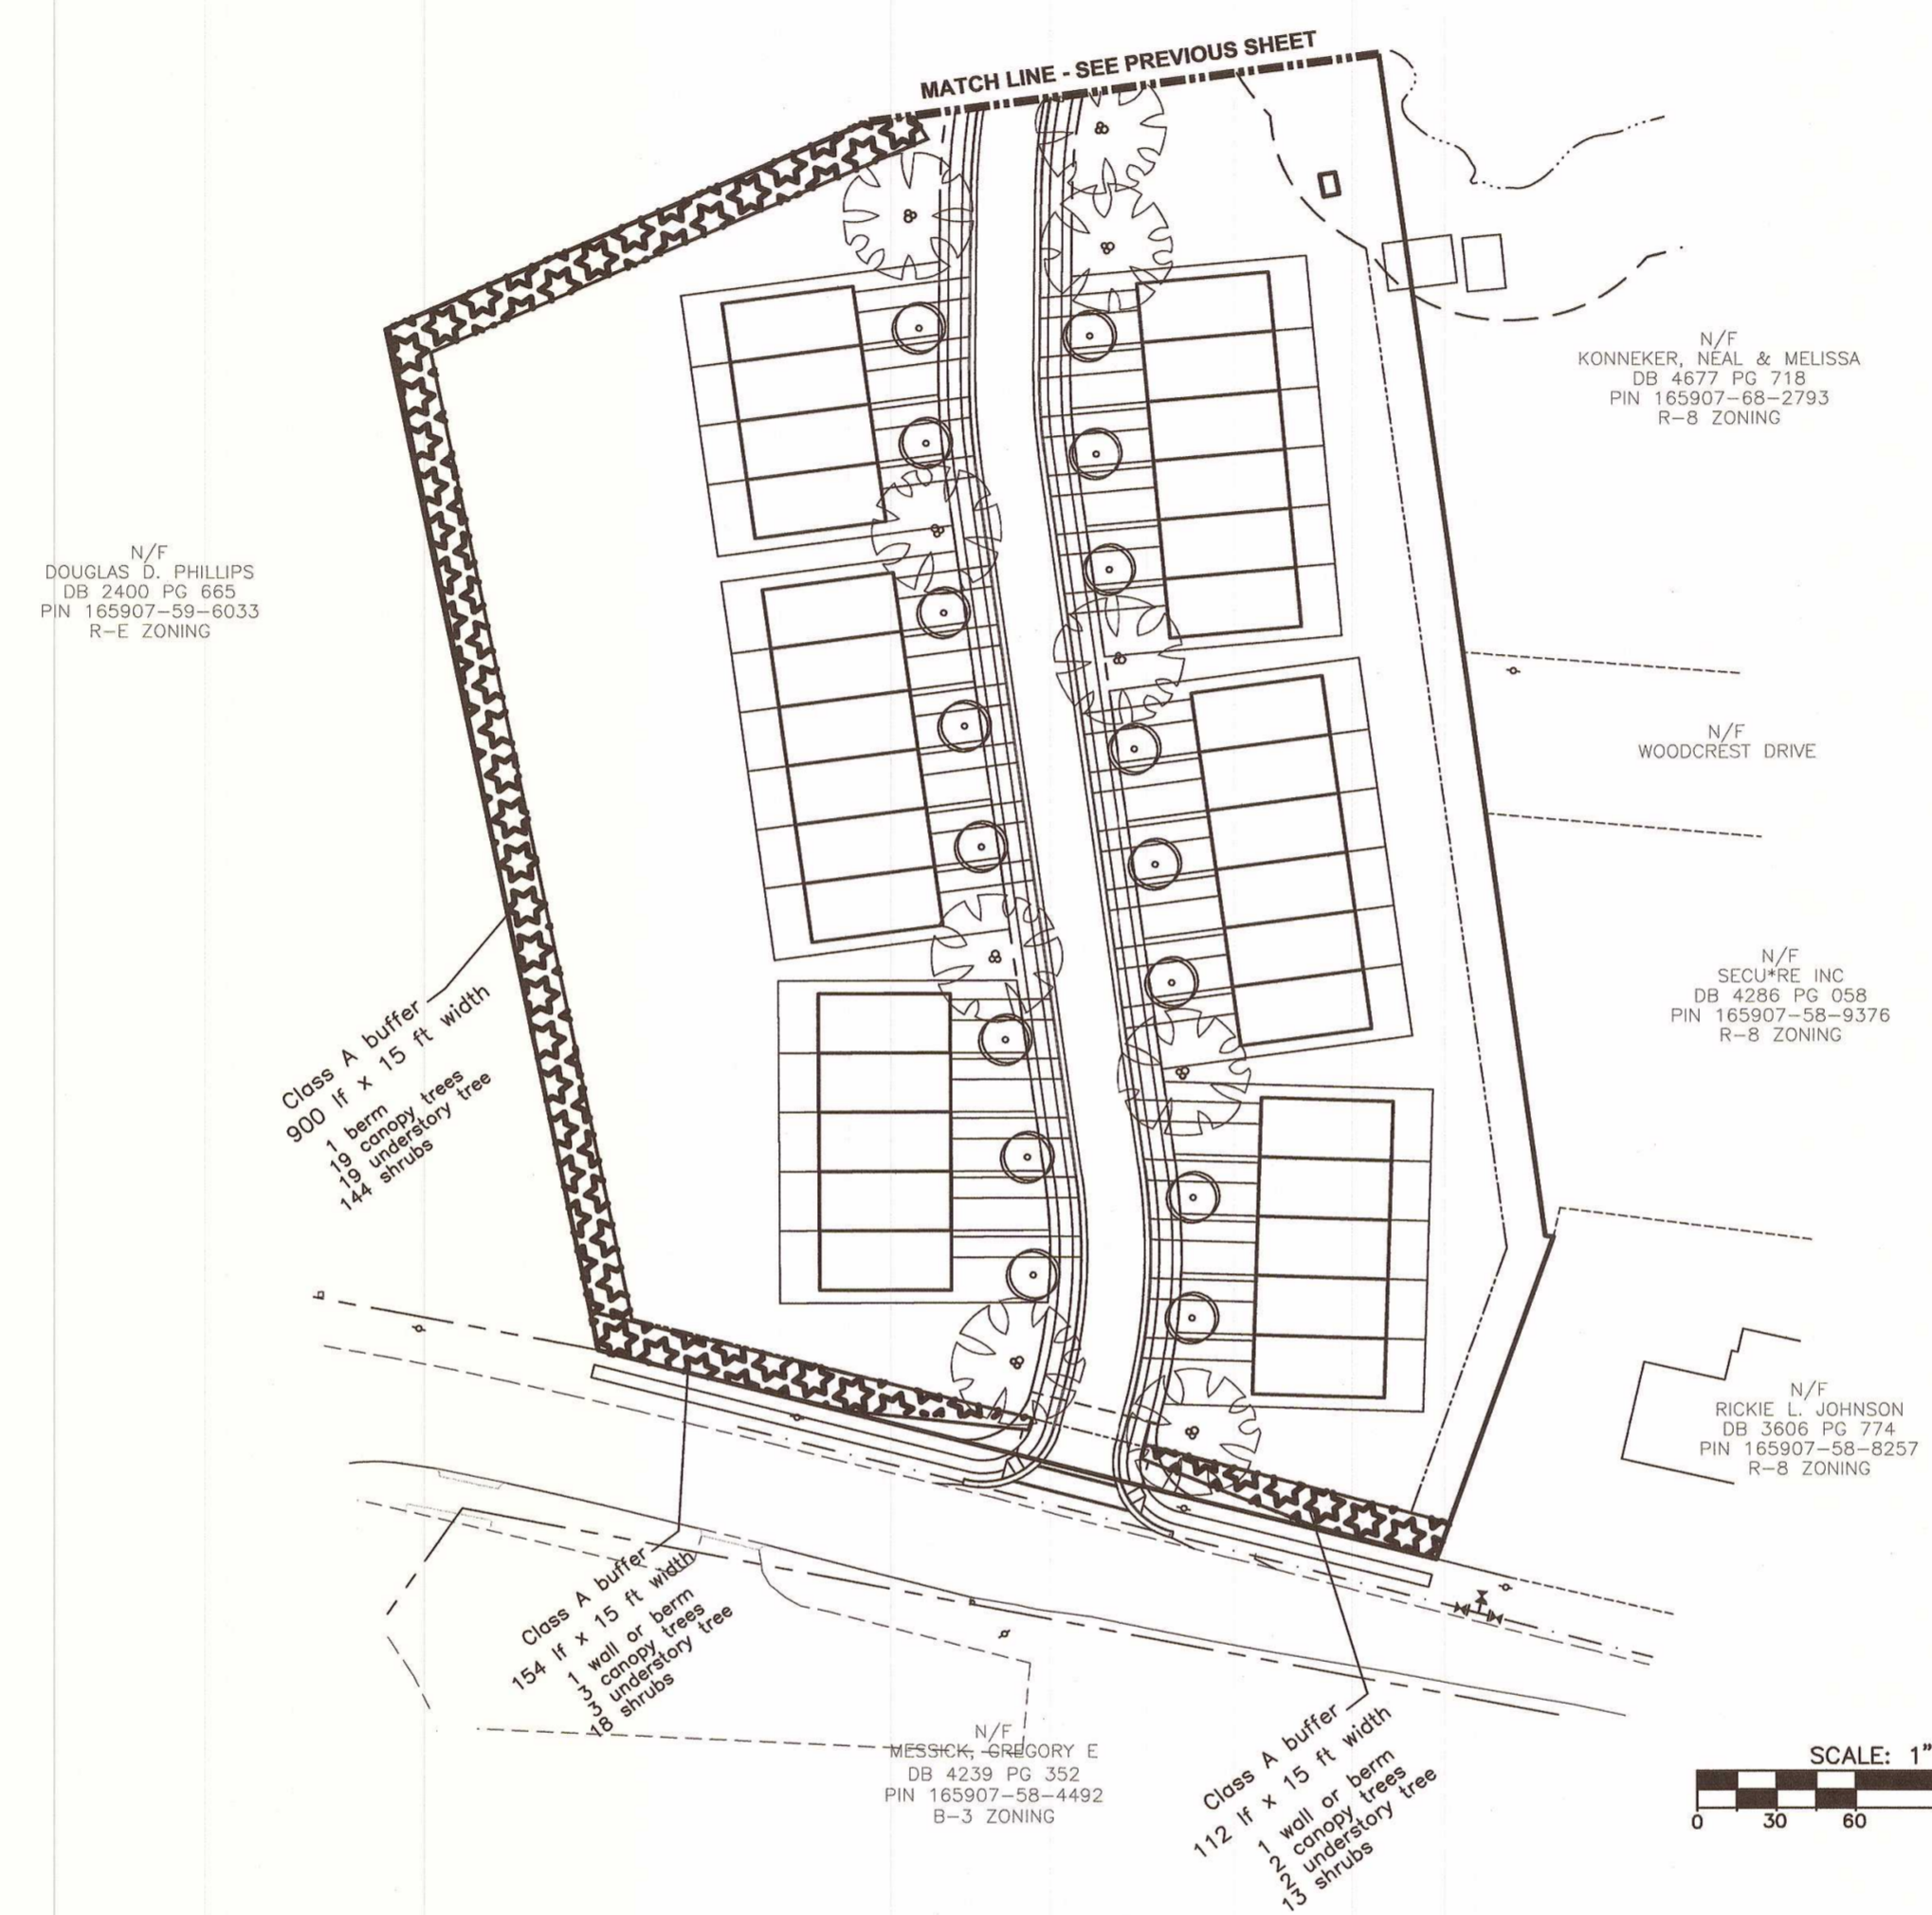 MATCH LINE - SEE PREVIOUS SHEET
N/F
KONNEKER, NEAL & MELISSA
DB 4677 PG 718
PIN 165907-68-2793
R-8 ZONING
N/F
DOUGLAS D. PHILLIPS
DB 2400 PG 665
PIN 165907-59-6033
R-E ZONING
N/F
WOODCREST DRIVE
N/F
SECU*RE INC
DB 4286 PG 058
PIN 165907-58-9376
R-8 ZONING
Class A buffer
900 lf x 15 ft width
1 berm
19 canopy trees
19 understory tree
144 shrubs
N/F
RICKIE L. JOHNSON
DB 3606 PG 774
PIN 165907-58-8257
R-8 ZONING
Class A buffer
154 lf x 15 ft width
1 wall or berm
3 canopy trees
3 understory tree
18 shrubs
N/F
MESSICK, GREGORY E
DB 4239 PG 352
PIN 165907-58-4492
B-3 ZONING
Class A buffer
112 lf x 15 ft width
1 wall or berm
2 canopy trees
2 understory tree
13 shrubs
SCALE: 1"
0 30 60